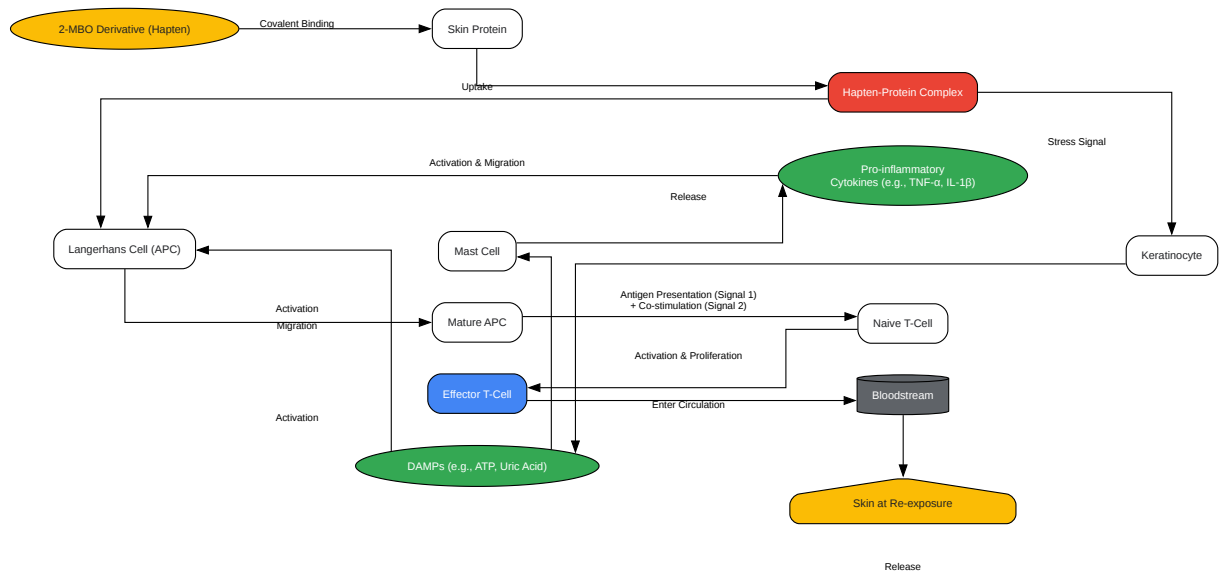 2-MBO Derivative (Hapten)
Covalent Binding
Skin Protein
Uptake
Hapten-Protein Complex
Stress Signal
Activation & Migration
Pro-inflammatory
Cytokines (e.g., TNF-α, IL-1β)
Release
Langerhans Cell (APC)
Mast Cell
Keratinocyte
Activation
Migration
Mature APC
Antigen Presentation (Signal 1)
+ Co-stimulation (Signal 2)
Naive T-Cell
Activation & Proliferation
Effector T-Cell
Enter Circulation
Bloodstream
Activation
DAMPs (e.g., ATP, Uric Acid)
Skin at Re-exposure
Release